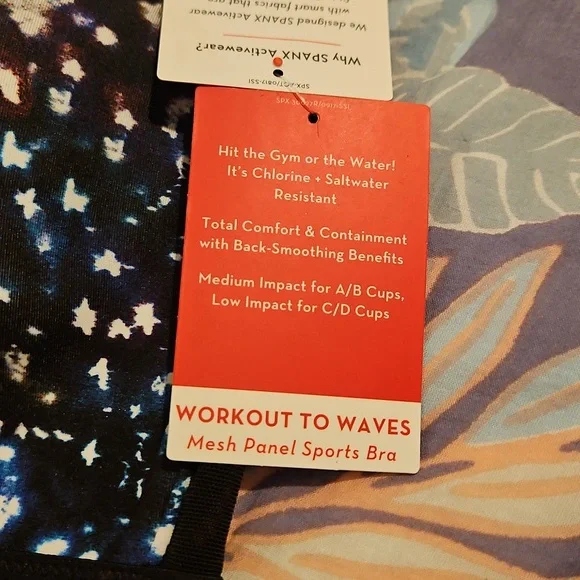 Why SPANX Activewear?
We designed SPANX Activewear
with smart fabrics that are
Hit the Gym or the Water!
It's Chlorine + Saltwater
Resistant
Total Comfort & Containment
with Back-Smoothing Benefits
Medium Impact for A/B Cups,
Low Impact for C/D Cups
WORKOUT TO WAVES
Mesh Panel Sports Bra